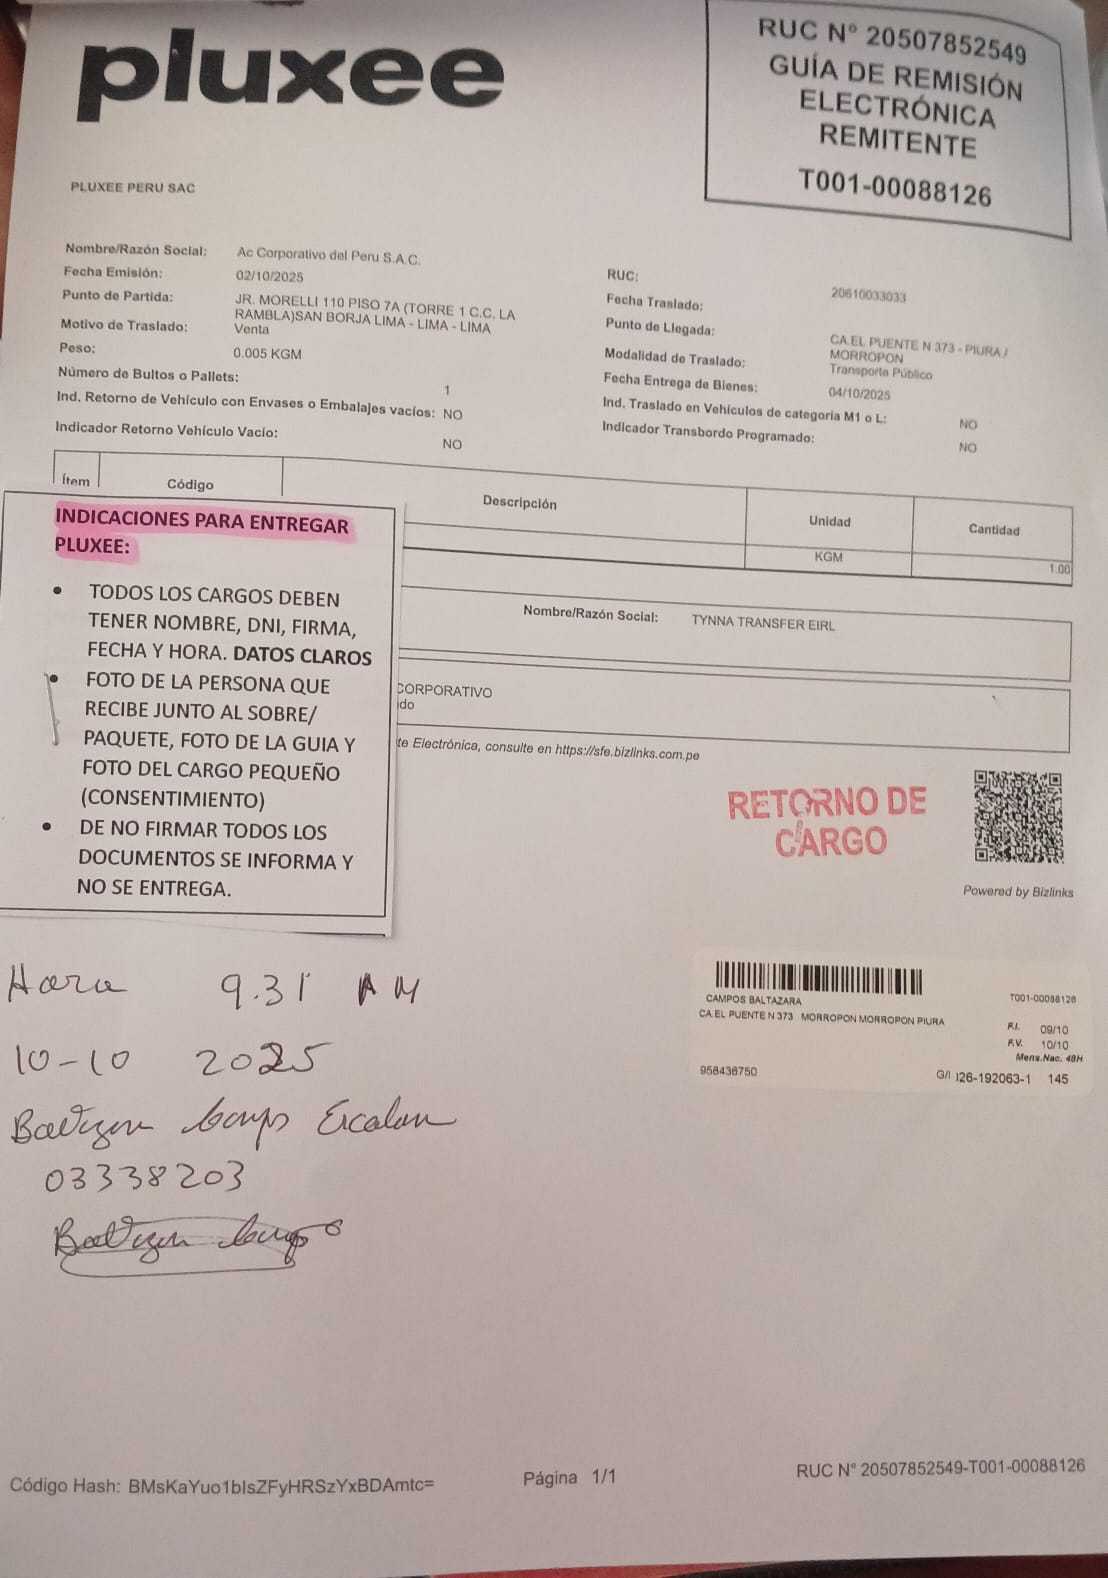 pluxee
RUC N° 20507852549
GUÍA DE REMISIÓN
ELECTRÓNICA
REMITENTE
T001-00088126
PLUXEE PERU SAC
Nombre/Razón Social: Ac Corporativo del Peru S.A.C.
Fecha Emisión: 02/10/2025
Punto de Partida: JR. MORELLI 110 PISO 7A (TORRE 1 C.C. LA
RAMBLA)SAN BORJA LIMA - LIMA - LIMA
Motivo de Traslado: Venta
Peso: 0.005 KGM
Número de Bultos o Pallets: 1
Ind. Retorno de Vehículo con Envases o Embalajes vacíos: NO
Indicador Retorno Vehículo Vacío: NO
RUC: 20610033033
Fecha Traslado:
Punto de Llegada: CA.EL PUENTE N 373 - PIURA /
MORROPON
Modalidad de Traslado: Transporte Público
Fecha Entrega de Bienes: 04/10/2025
Ind. Traslado en Vehículos de categoría M1 o L: NO
Indicador Transbordo Programado: NO
Ítem Código Descripción Unidad Cantidad
KGM 1.00
INDICACIONES PARA ENTREGAR
PLUXEE:
• TODOS LOS CARGOS DEBEN
TENER NOMBRE, DNI, FIRMA,
FECHA Y HORA. DATOS CLAROS
• FOTO DE LA PERSONA QUE
RECIBE JUNTO AL SOBRE/
PAQUETE, FOTO DE LA GUIA Y
FOTO DEL CARGO PEQUEÑO
(CONSENTIMIENTO)
• DE NO FIRMAR TODOS LOS
DOCUMENTOS SE INFORMA Y
NO SE ENTREGA.
Nombre/Razón Social: TYNNA TRANSFER EIRL
CORPORATIVO
do
te Electrónica, consulte en https://sfe.bizlinks.com.pe
RETORNO DE
CARGO
Powered by Bizlinks
CAMPOS BALTAZARA T001-00088126
CA.EL PUENTE N 373 MORROPON MORROPON PIURA
F.I. 09/10
F.V. 10/10
Mens.Nac. 48H
956436750 G/I 026-192063-1 145
Hora 9.31 AM
10-10 2025
03338203
Código Hash: BMsKaYuo1bIsZFyHRSzYxBDAmtc=
Página 1/1
RUC N° 20507852549-T001-00088126